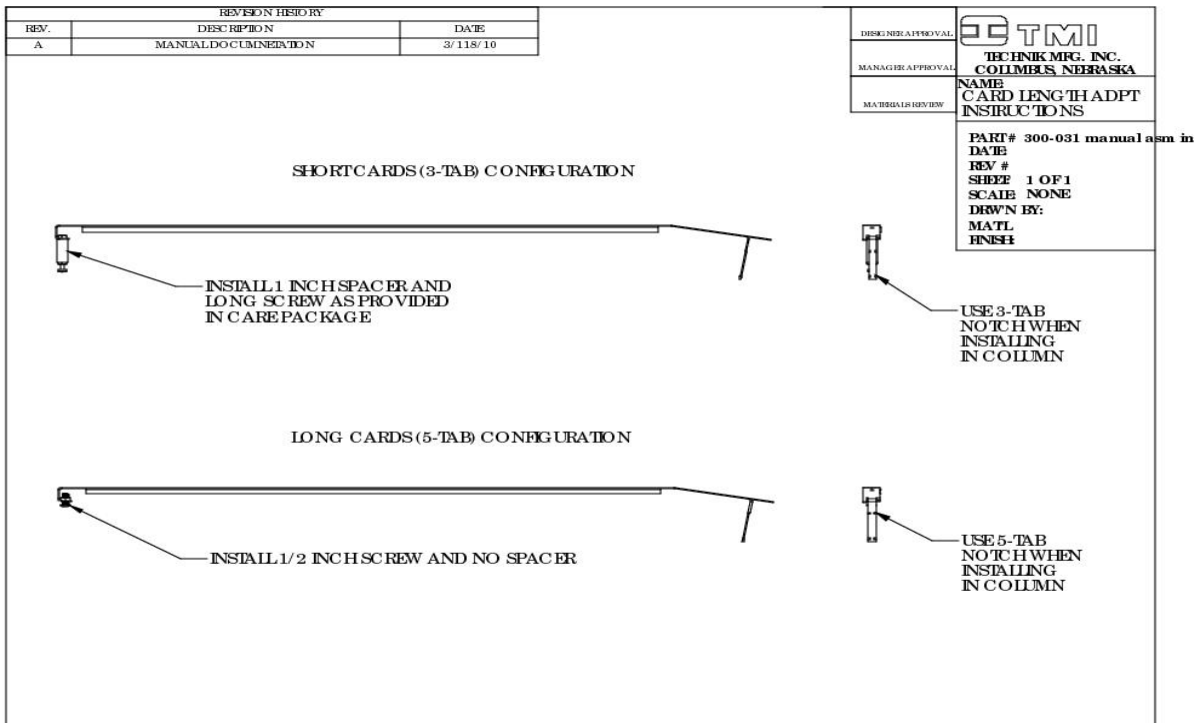 REVISION HISTORY
REV. DESCRIPTION DATE
A MANUAL DOCUMNETATION 3/118/10
DESIGNER APPROVAL
MANAGER APPROVAL
MATERIALS REVIEW
TMI
TECHNIK MFG. INC.
COLUMBUS, NEBRASKA
NAME:
CARD LENGTH ADPT
INSTRUCTIONS
PART # 300-031 manual asm in
DATE:
REV #
SHEET: 1 OF 1
SCALE: NONE
DRW'N BY:
MAT'L
FINISH:
SHORT CARDS (3-TAB) CONFIGURATION
INSTALL 1 INCH SPACER AND
LONG SCREW AS PROVIDED
IN CARE PACKAGE
USE 3-TAB
NOTCH WHEN
INSTALLING
IN COLUMN
LONG CARDS (5-TAB) CONFIGURATION
INSTALL 1/2 INCH SCREW AND NO SPACER
USE 5-TAB
NOTCH WHEN
INSTALLING
IN COLUMN